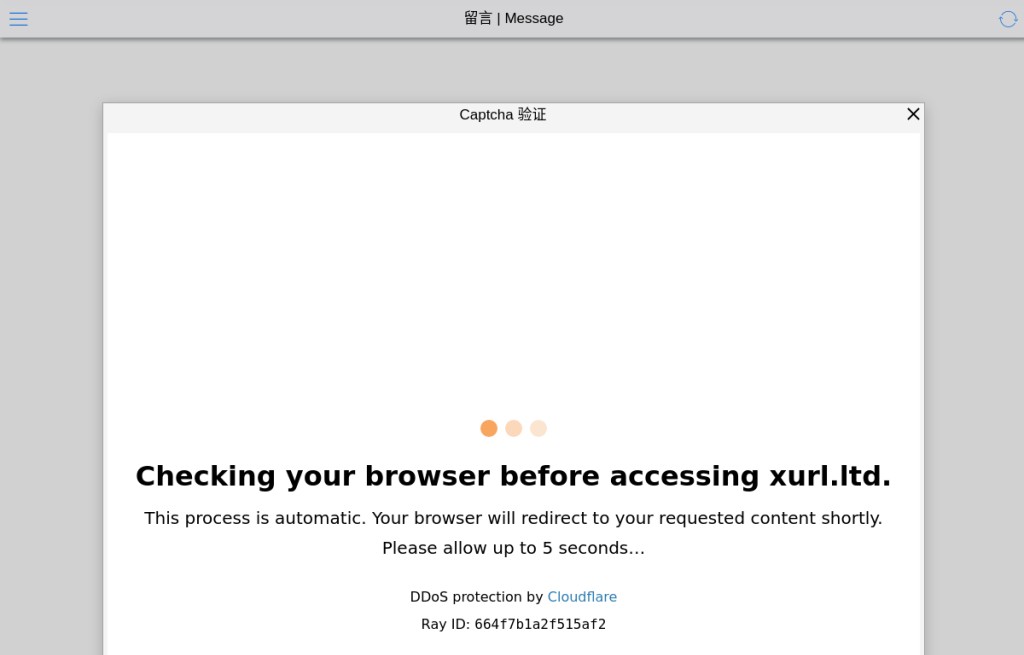 留言 | Message
Captcha 验证
Checking your browser before accessing xurl.ltd.
This process is automatic. Your browser will redirect to your requested content shortly.
Please allow up to 5 seconds…
DDoS protection by Cloudflare
Ray ID: 664f7b1a2f515af2